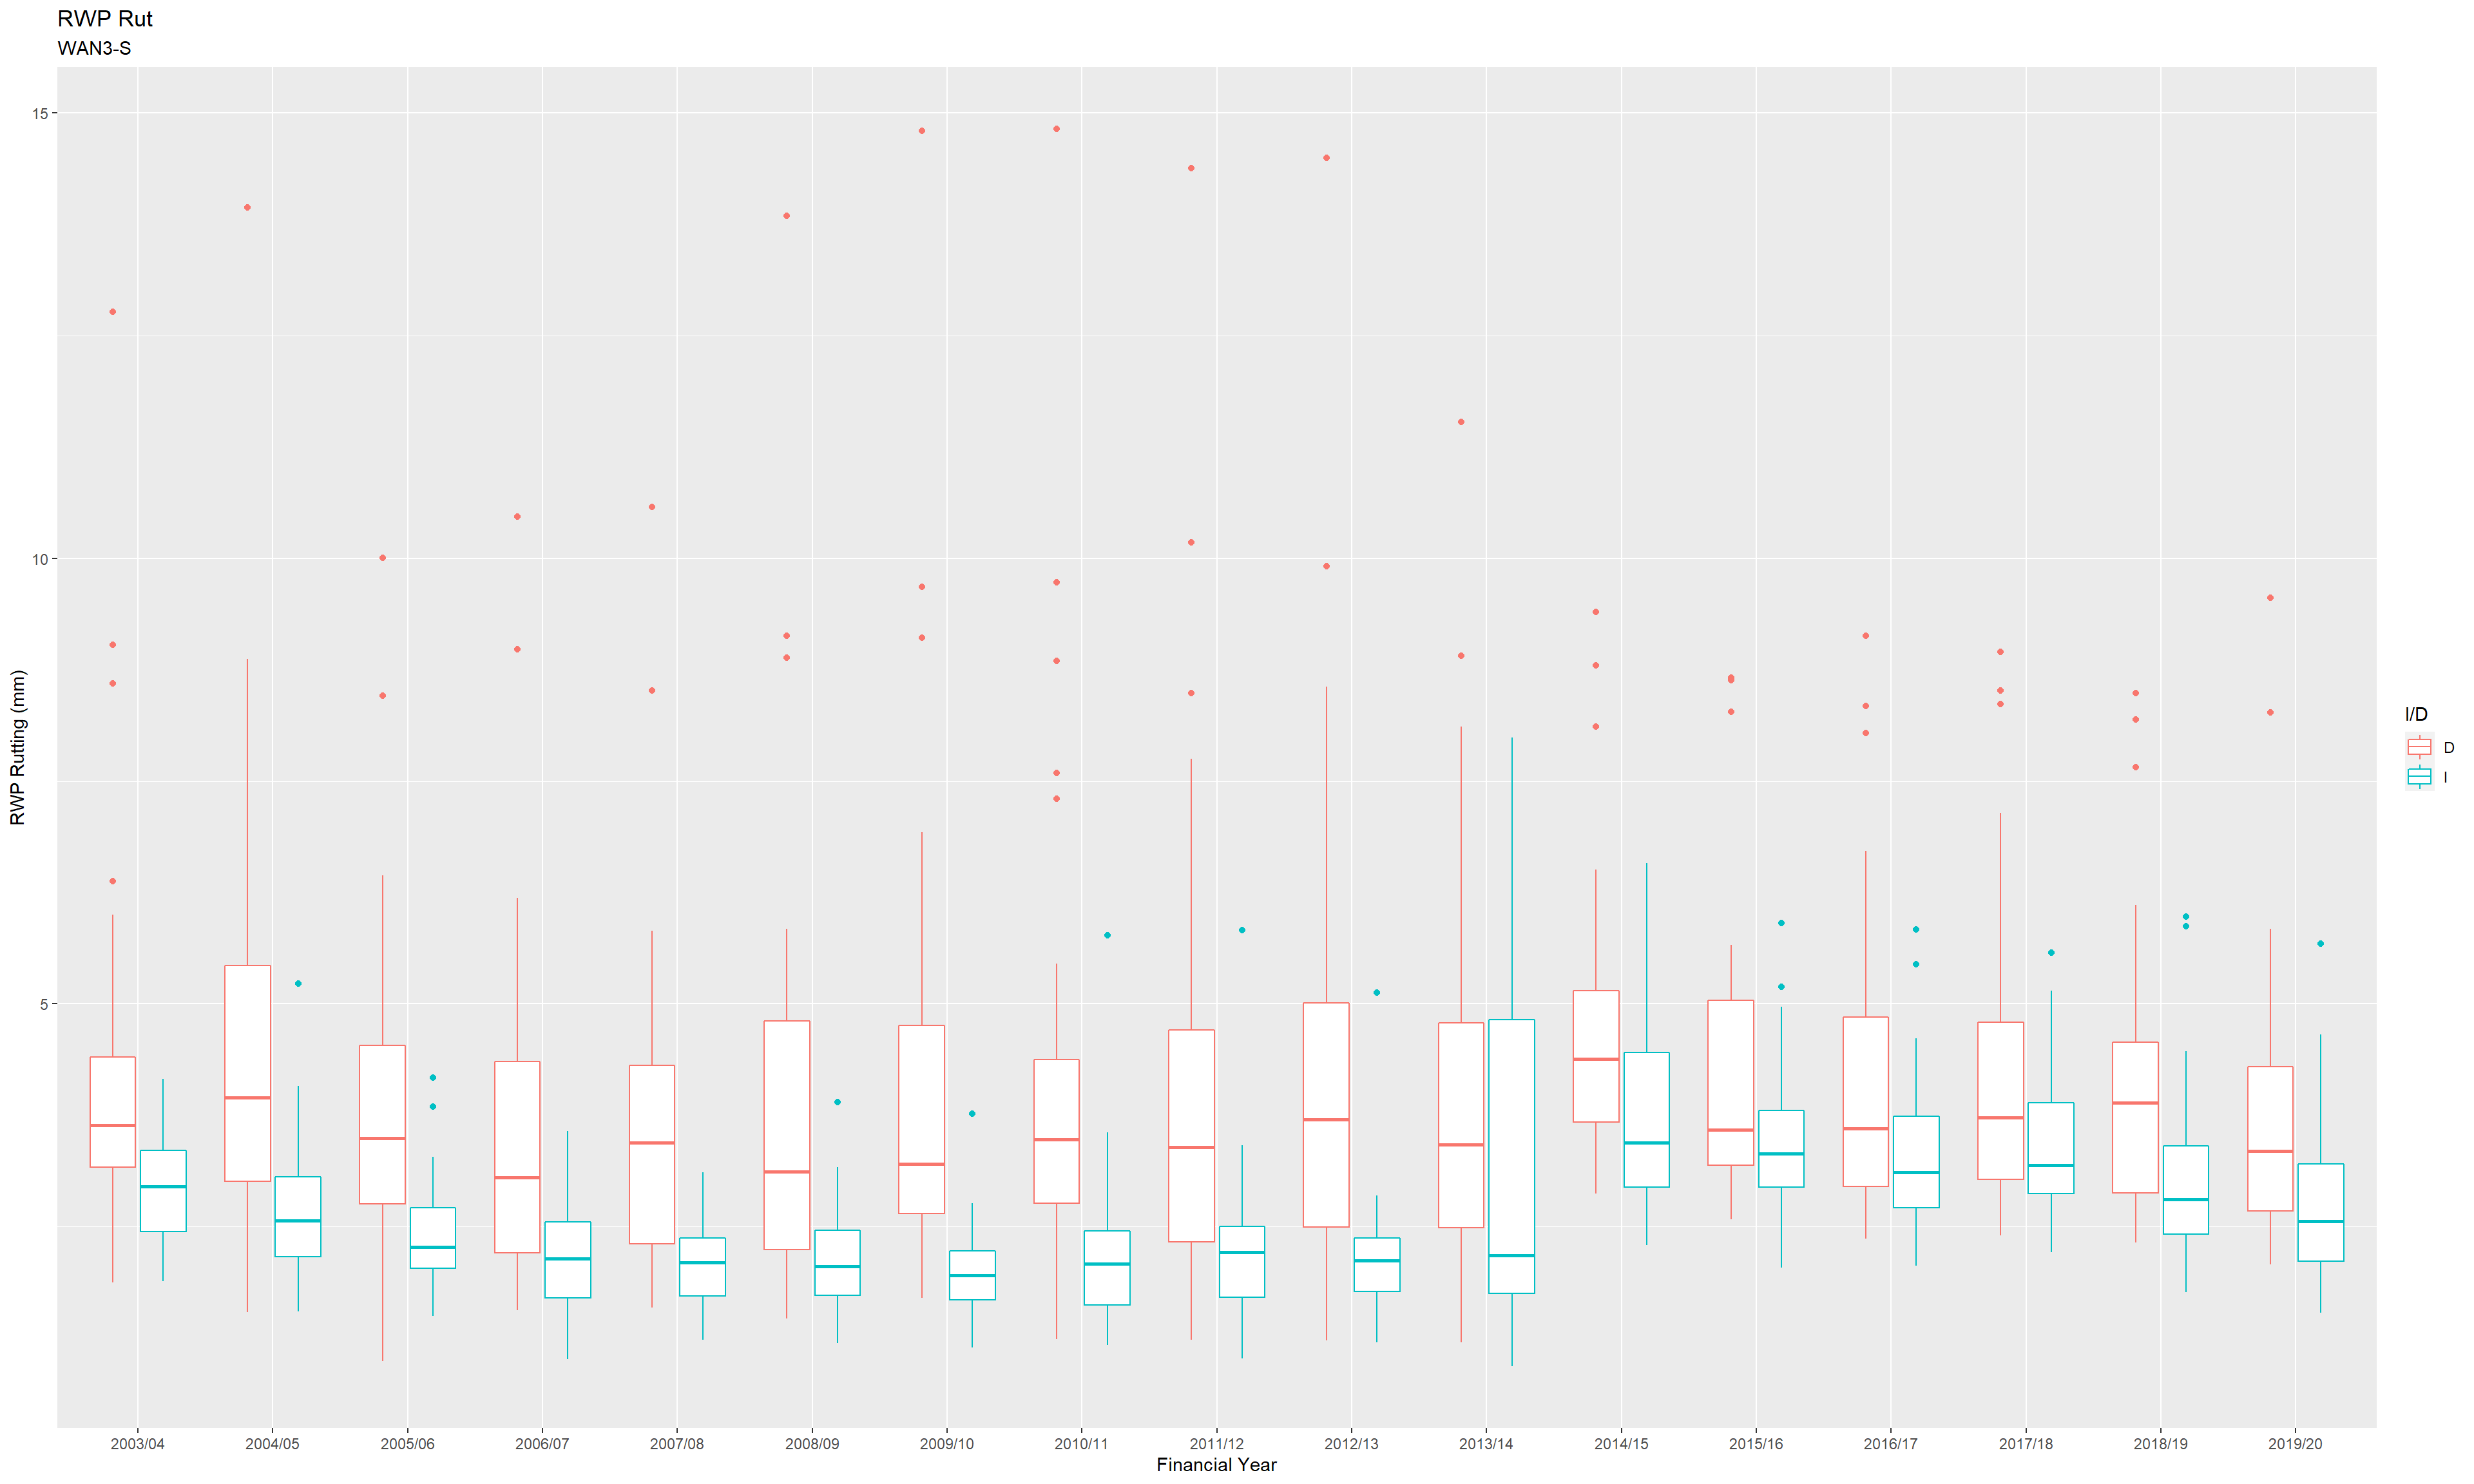 RWP Rut
WAN3-S
15
10
5
RWP Rutting (mm)
2003/04 2004/05 2005/06 2006/07 2007/08 2008/09 2009/10 2010/11 2011/12 2012/13 2013/14 2014/15 2015/16 2016/17 2017/18 2018/19 2019/20
Financial Year
I/D
D
I